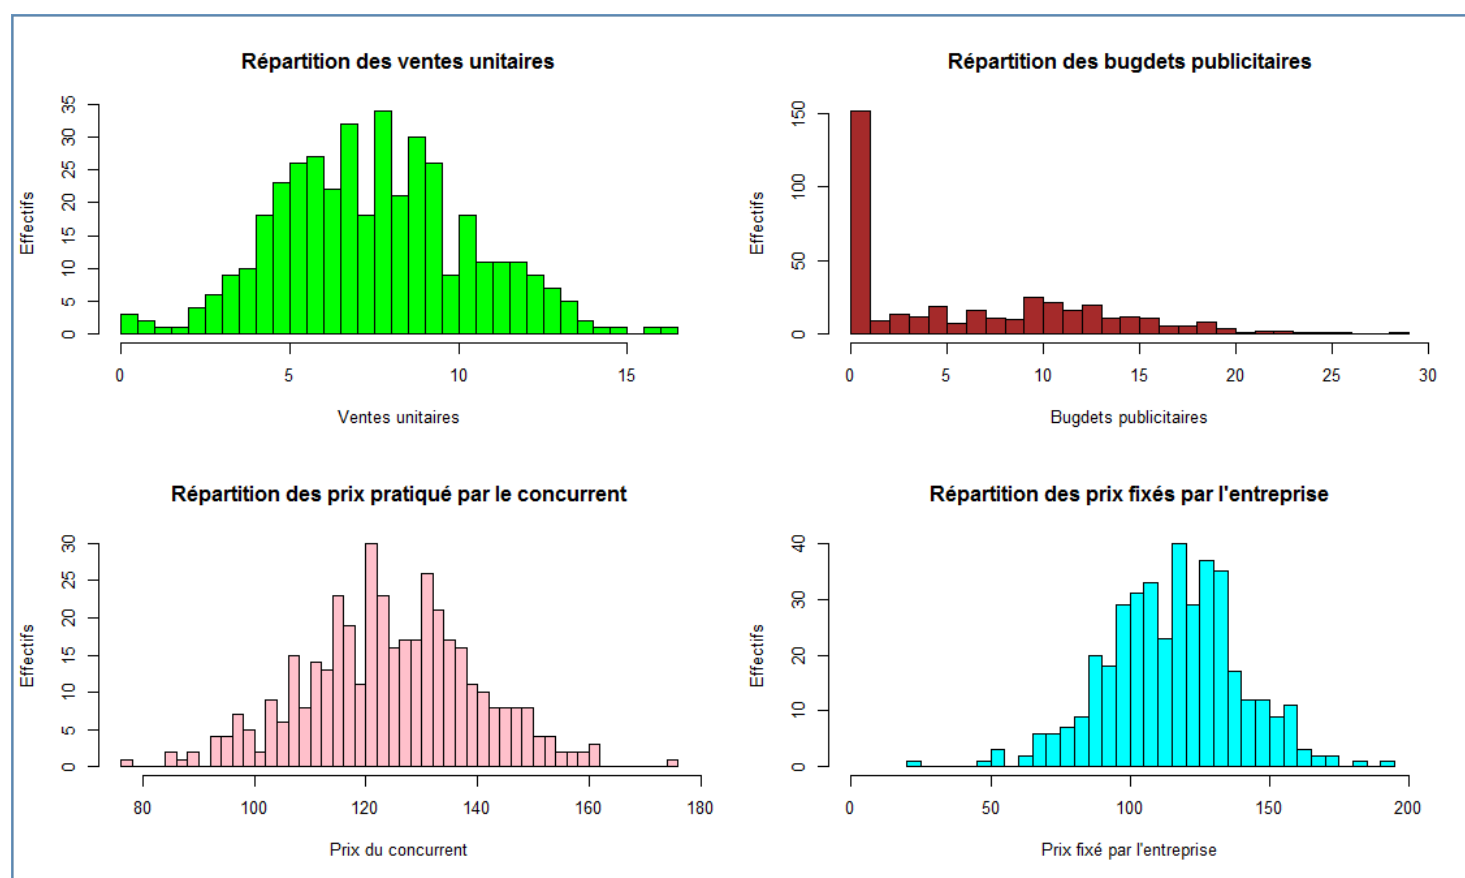 Répartition des ventes unitaires
Effectifs
0 5 10 15 20 25 30 35
0 5 10 15
Ventes unitaires
Répartition des bugdets publicitaires
Effectifs
0 50 100 150
0 5 10 15 20 25 30
Bugdets publicitaires
Répartition des prix pratiqué par le concurrent
Effectifs
0 5 10 15 20 25 30
80 100 120 140 160 180
Prix du concurrent
Répartition des prix fixés par l'entreprise
Effectifs
0 10 20 30 40
0 50 100 150 200
Prix fixé par l'entreprise